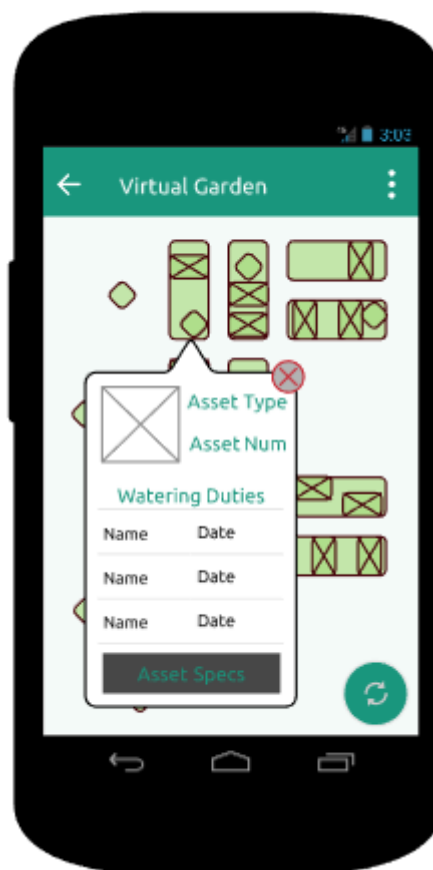 3:03
Virtual Garden
Asset Type
Asset Num
Watering Duties
Name Date
Name Date
Name Date
Asset Specs